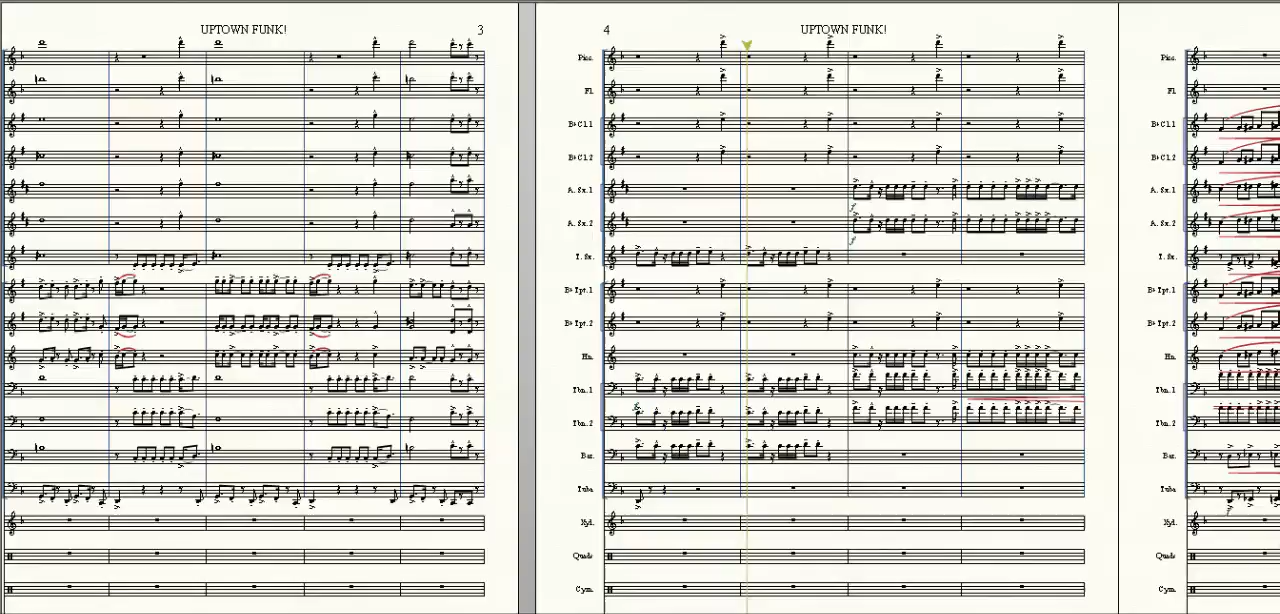 UPTOWN FUNK!
3
4
UPTOWN FUNK!
Picc.
Fl.
B♭ Cl.1
B♭ Cl.2
A. Sx.1
A. Sx.2
T. Sx.
B♭ Tpt.1
B♭ Tpt.2
Hn.
Tbn.1
Tbn.2
Bar.
Tuba
Xyl.
Quads
Cym.
Picc.
Fl.
B♭ Cl.1
B♭ Cl.2
A. Sx.1
A. Sx.2
T. Sx.
B♭ Tpt.1
B♭ Tpt.2
Hn.
Tbn.1
Tbn.2
Bar.
Tuba
Xyl.
Quads
Cym.